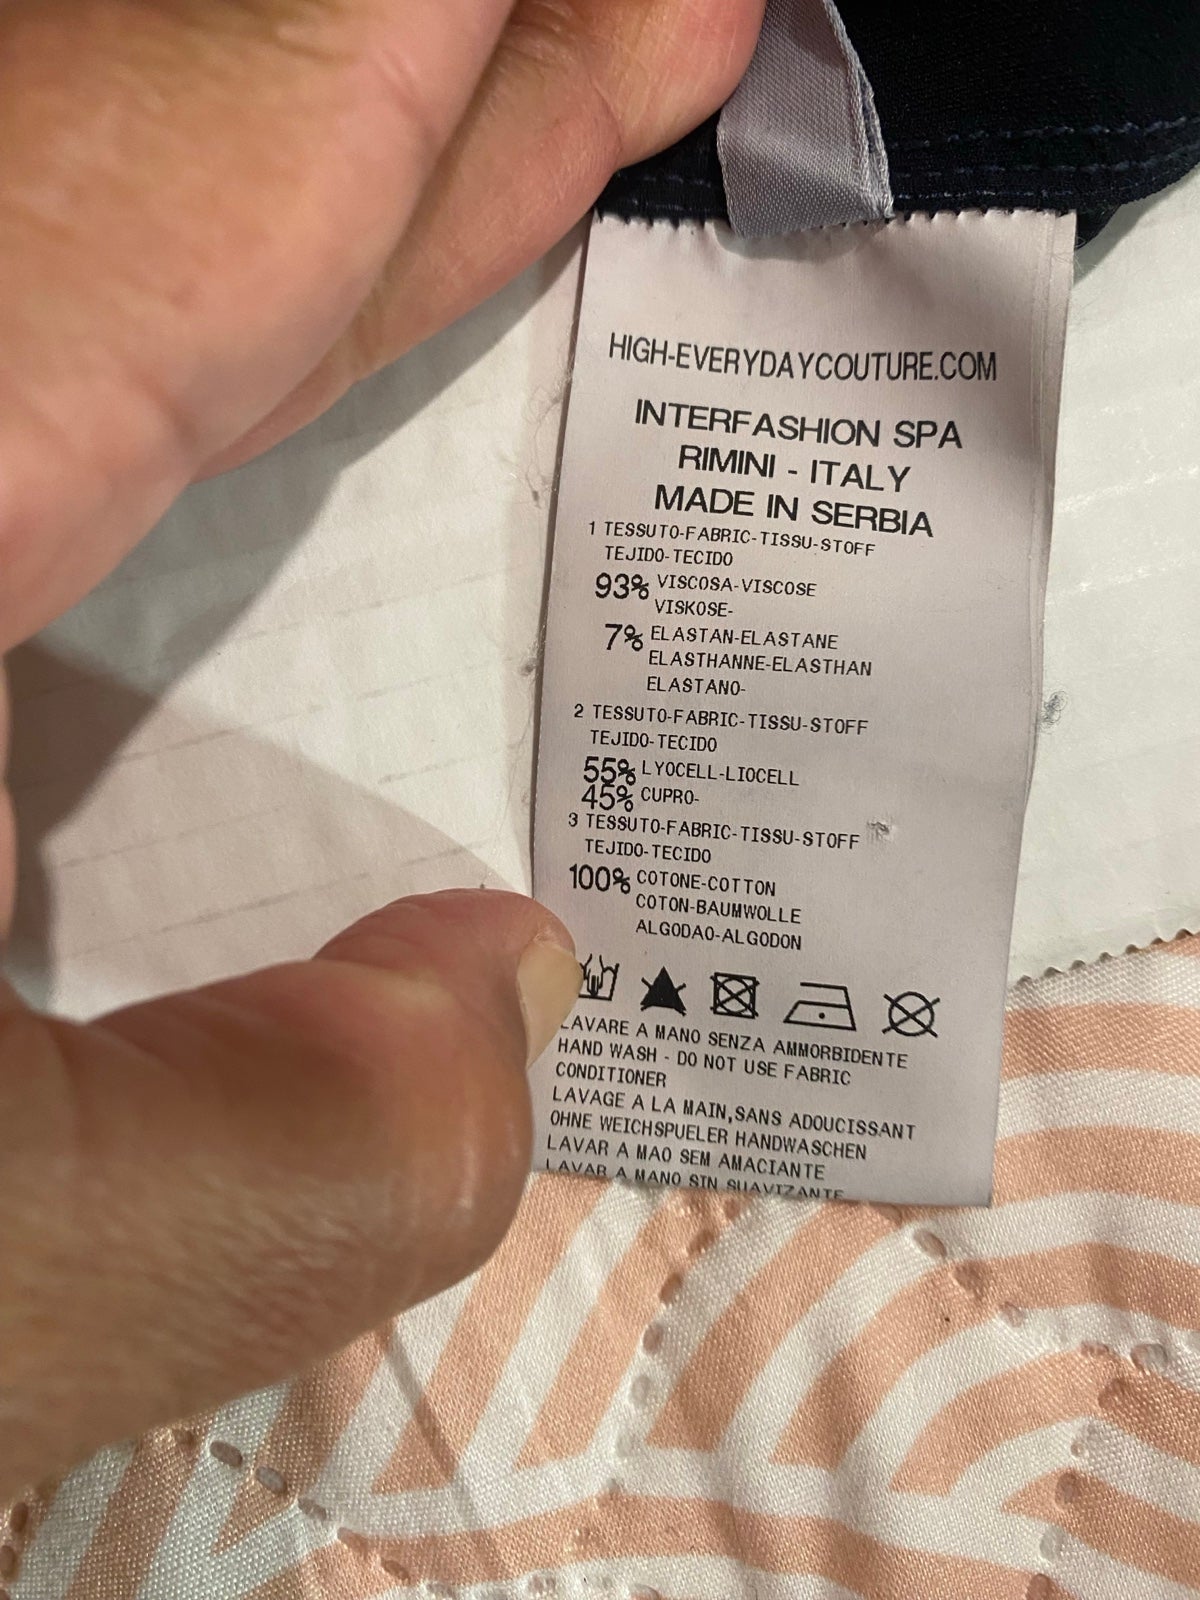 HIGH-EVERYDAYCOUTURE.COM
INTERFASHION SPA
RIMINI - ITALY
MADE IN SERBIA
1 TESSUTO-FABRIC-TISSU-STOFF
TEJIDO-TECIDO
93% VISCOSA-VISCOSE
VISKOSE-
7% ELASTAN-ELASTANE
ELASTHANNE-ELASTHAN
ELASTANO-
2 TESSUTO-FABRIC-TISSU-STOFF
TEJIDO-TECIDO
55% LYOCELL-LIOCELL
45% CUPRO-
3 TESSUTO-FABRIC-TISSU-STOFF
TEJIDO-TECIDO
100% COTONE-COTTON
COTON-BAUMWOLLE
ALGODAO-ALGODON
LAVARE A MANO SENZA AMMORBIDENTE
HAND WASH - DO NOT USE FABRIC
CONDITIONER
LAVAGE A LA MAIN,SANS ADOUCISSANT
OHNE WEICHSPUELER HANDWASCHEN
LAVAR A MAO SEM AMACIANTE
LAVAR A MANO SIN SUAVIZANTE